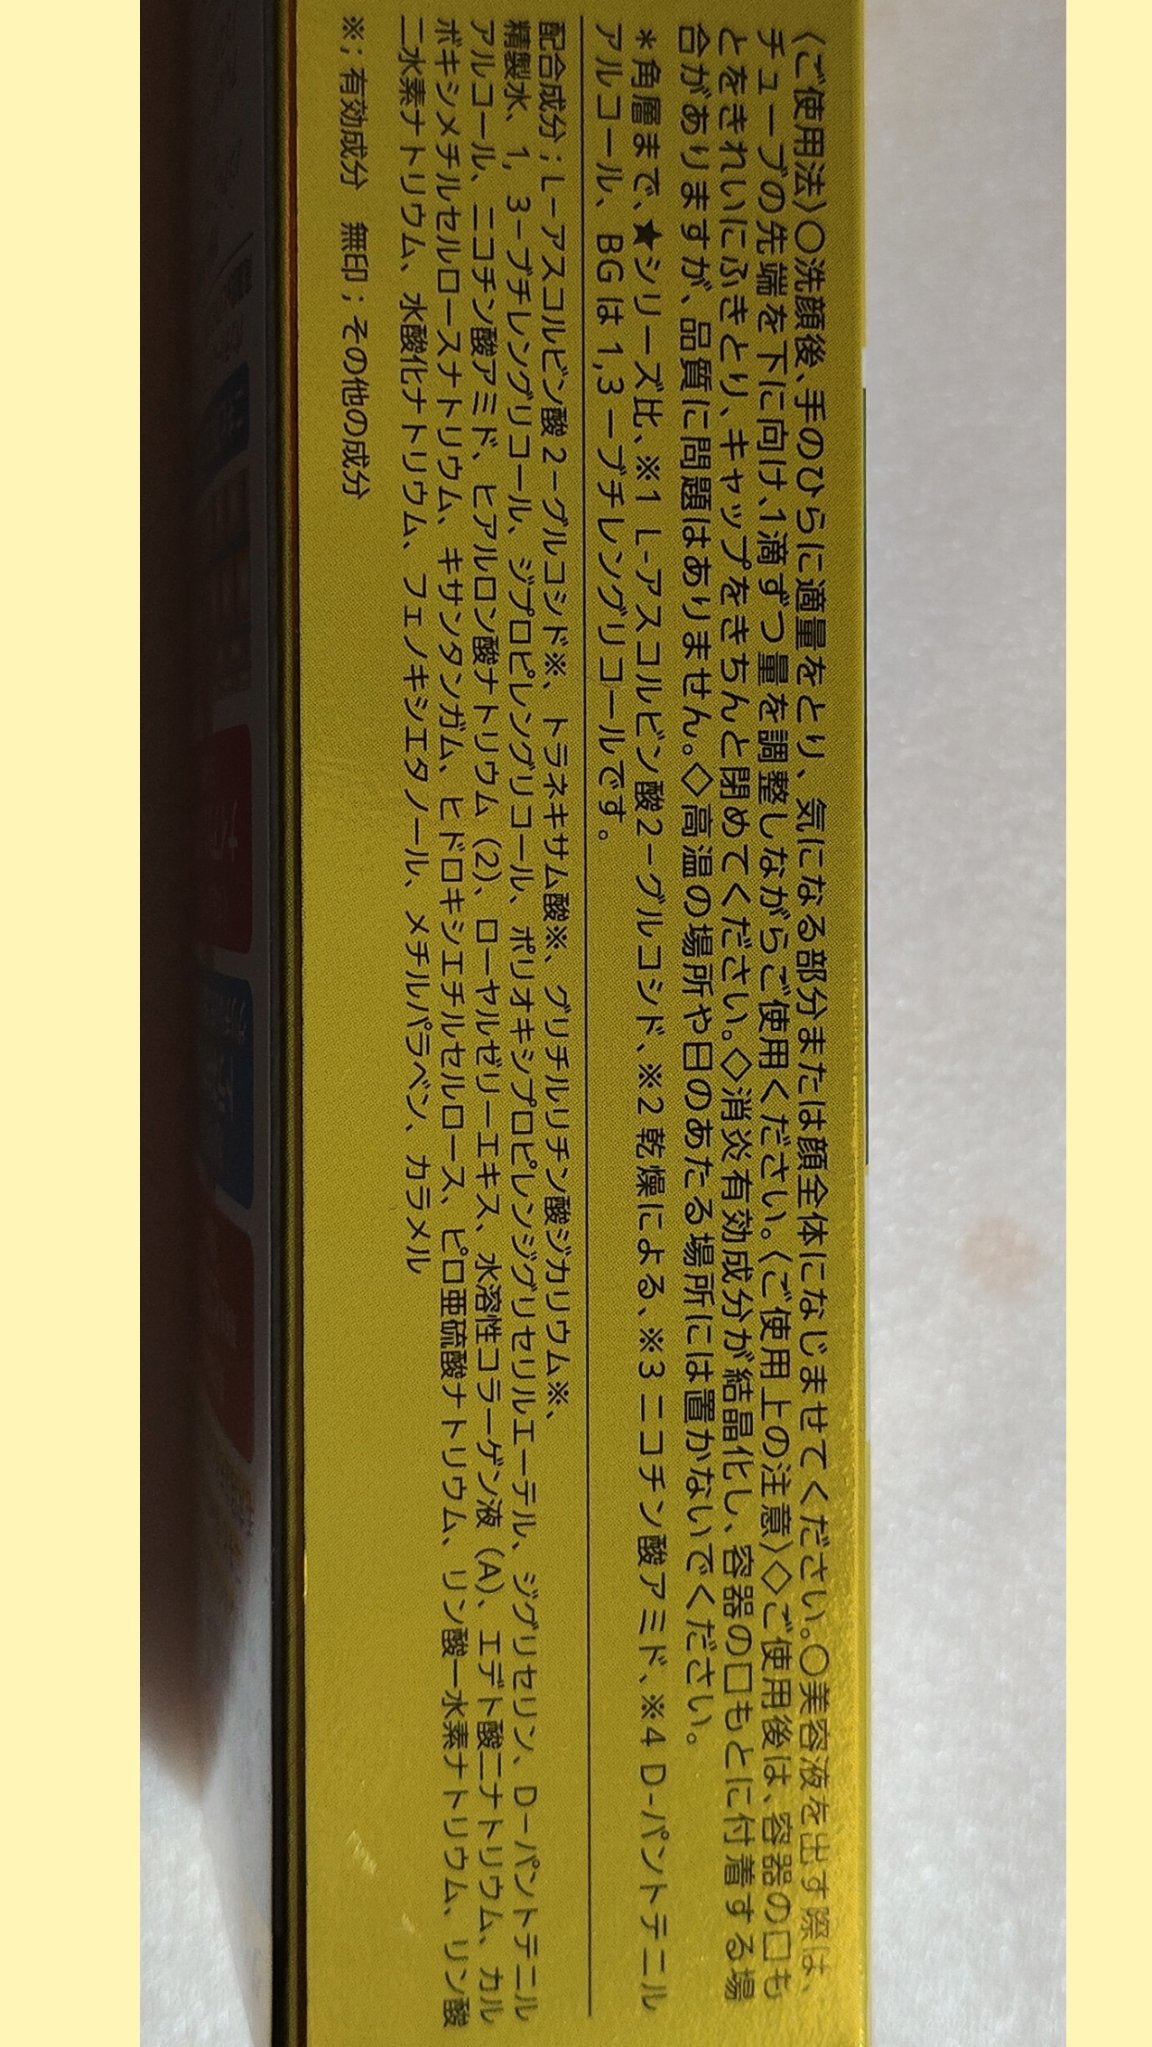 〈ご使用法〉○洗顔後、手のひらに適量をとり、気になる部分または顔全体になじませてください。○美容液を出す際は、
チューブの先端を下に向け、1滴ずつ量を調整しながらご使用ください。〈ご使用上の注意〉◇ご使用後は、容器の口も
とをきれいにふきとり、キャップをきちんと閉めてください。◇消炎有効成分が結晶化し、容器の口もとに付着する場
合がありますが、品質に問題はありません。◇高温の場所や日のあたる場所には置かないでください。
＊角層まで、★シリーズ比、※1 L-アスコルビン酸2－グルコシド、※2 乾燥による、※3 ニコチン酸アミド、※4 D-パントテニル
アルコール、BGは1,3－ブチレングリコールです。
配合成分；L－アスコルビン酸 2－グルコシド※、トラネキサム酸※、グリチルリチン酸ジカリウム※、
精製水、1，3－ブチレングリコール、ジプロピレングリコール、ポリオキシプロピレンジグリセリルエーテル、ジグリセリン、D－パントテニル
アルコール、ニコチン酸アミド、ヒアルロン酸ナトリウム（2）、ローヤルゼリーエキス、水溶性コラーゲン液（A）、エデト酸二ナトリウム、カル
ボキシメチルセルロースナトリウム、キサンタンガム、ヒドロキシエチルセルロース、ピロ亜硫酸ナトリウム、リン酸一水素ナトリウム、リン酸
二水素ナトリウム、水酸化ナトリウム、フェノキシエタノール、メチルパラベン、カラメル
※；有効成分　無印；その他の成分